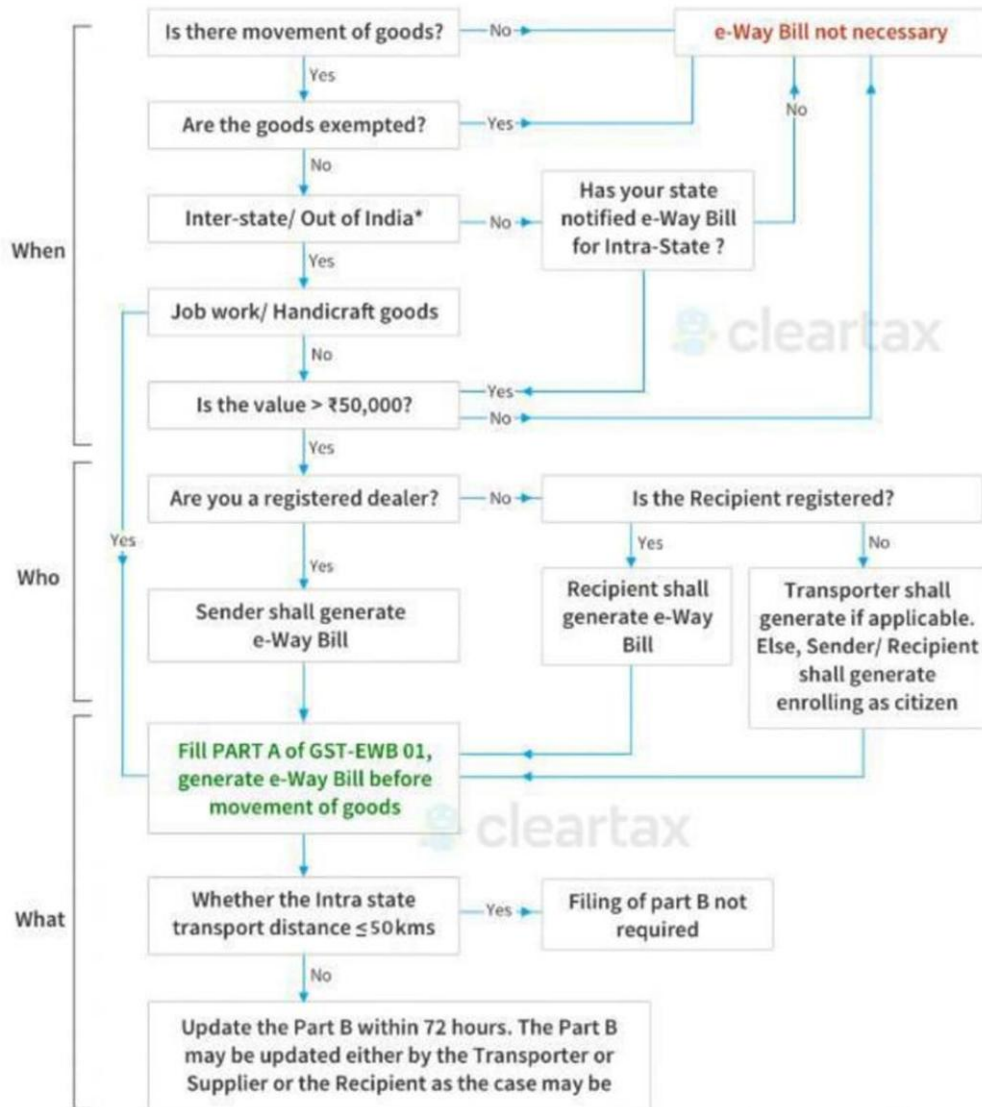 Is there movement of goods?
No
e-Way Bill not necessary
Yes
Are the goods exempted?
Yes
No
No
Inter-state/ Out of India*
No
Has your state
notified e-Way Bill
for Intra-State ?
When
Yes
Job work/ Handicraft goods
cleartax
No
Is the value > ₹50,000?
Yes
No
Yes
Are you a registered dealer?
No
Is the Recipient registered?
Yes
Yes
No
Who
Yes
Sender shall generate
e-Way Bill
Recipient shall
generate e-Way
Bill
Transporter shall
generate if applicable.
Else, Sender/ Recipient
shall generate
enrolling as citizen
Fill PART A of GST-EWB 01,
generate e-Way Bill before
movement of goods
cleartax
What
Whether the Intra state
transport distance ≤50kms
Yes
Filing of part B not
required
No
Update the Part B within 72 hours. The Part B
may be updated either by the Transporter or
Supplier or the Recipient as the case may be